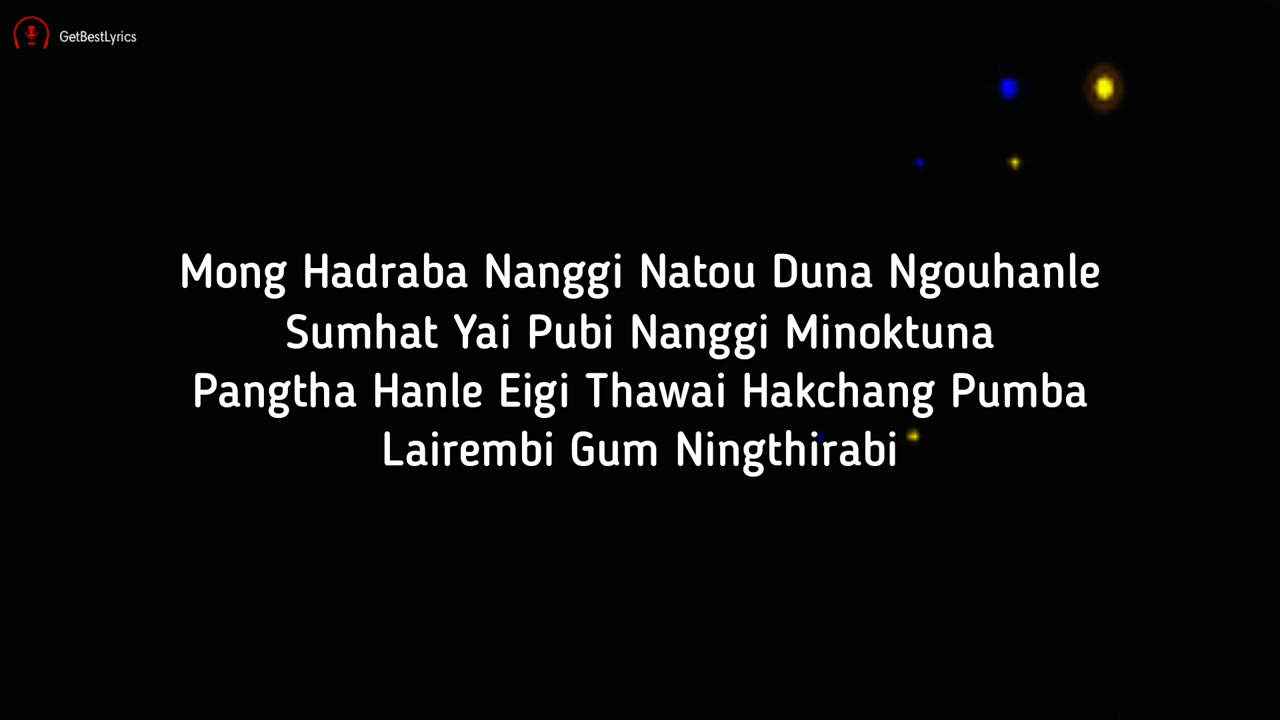 GetBestLyrics
Mong Hadraba Nanggi Natou Duna Ngouhanle
Sumhat Yai Pubi Nanggi Minoktuna
Pangtha Hanle Eigi Thawai Hakchang Pumba
Lairembi Gum Ningthirabi